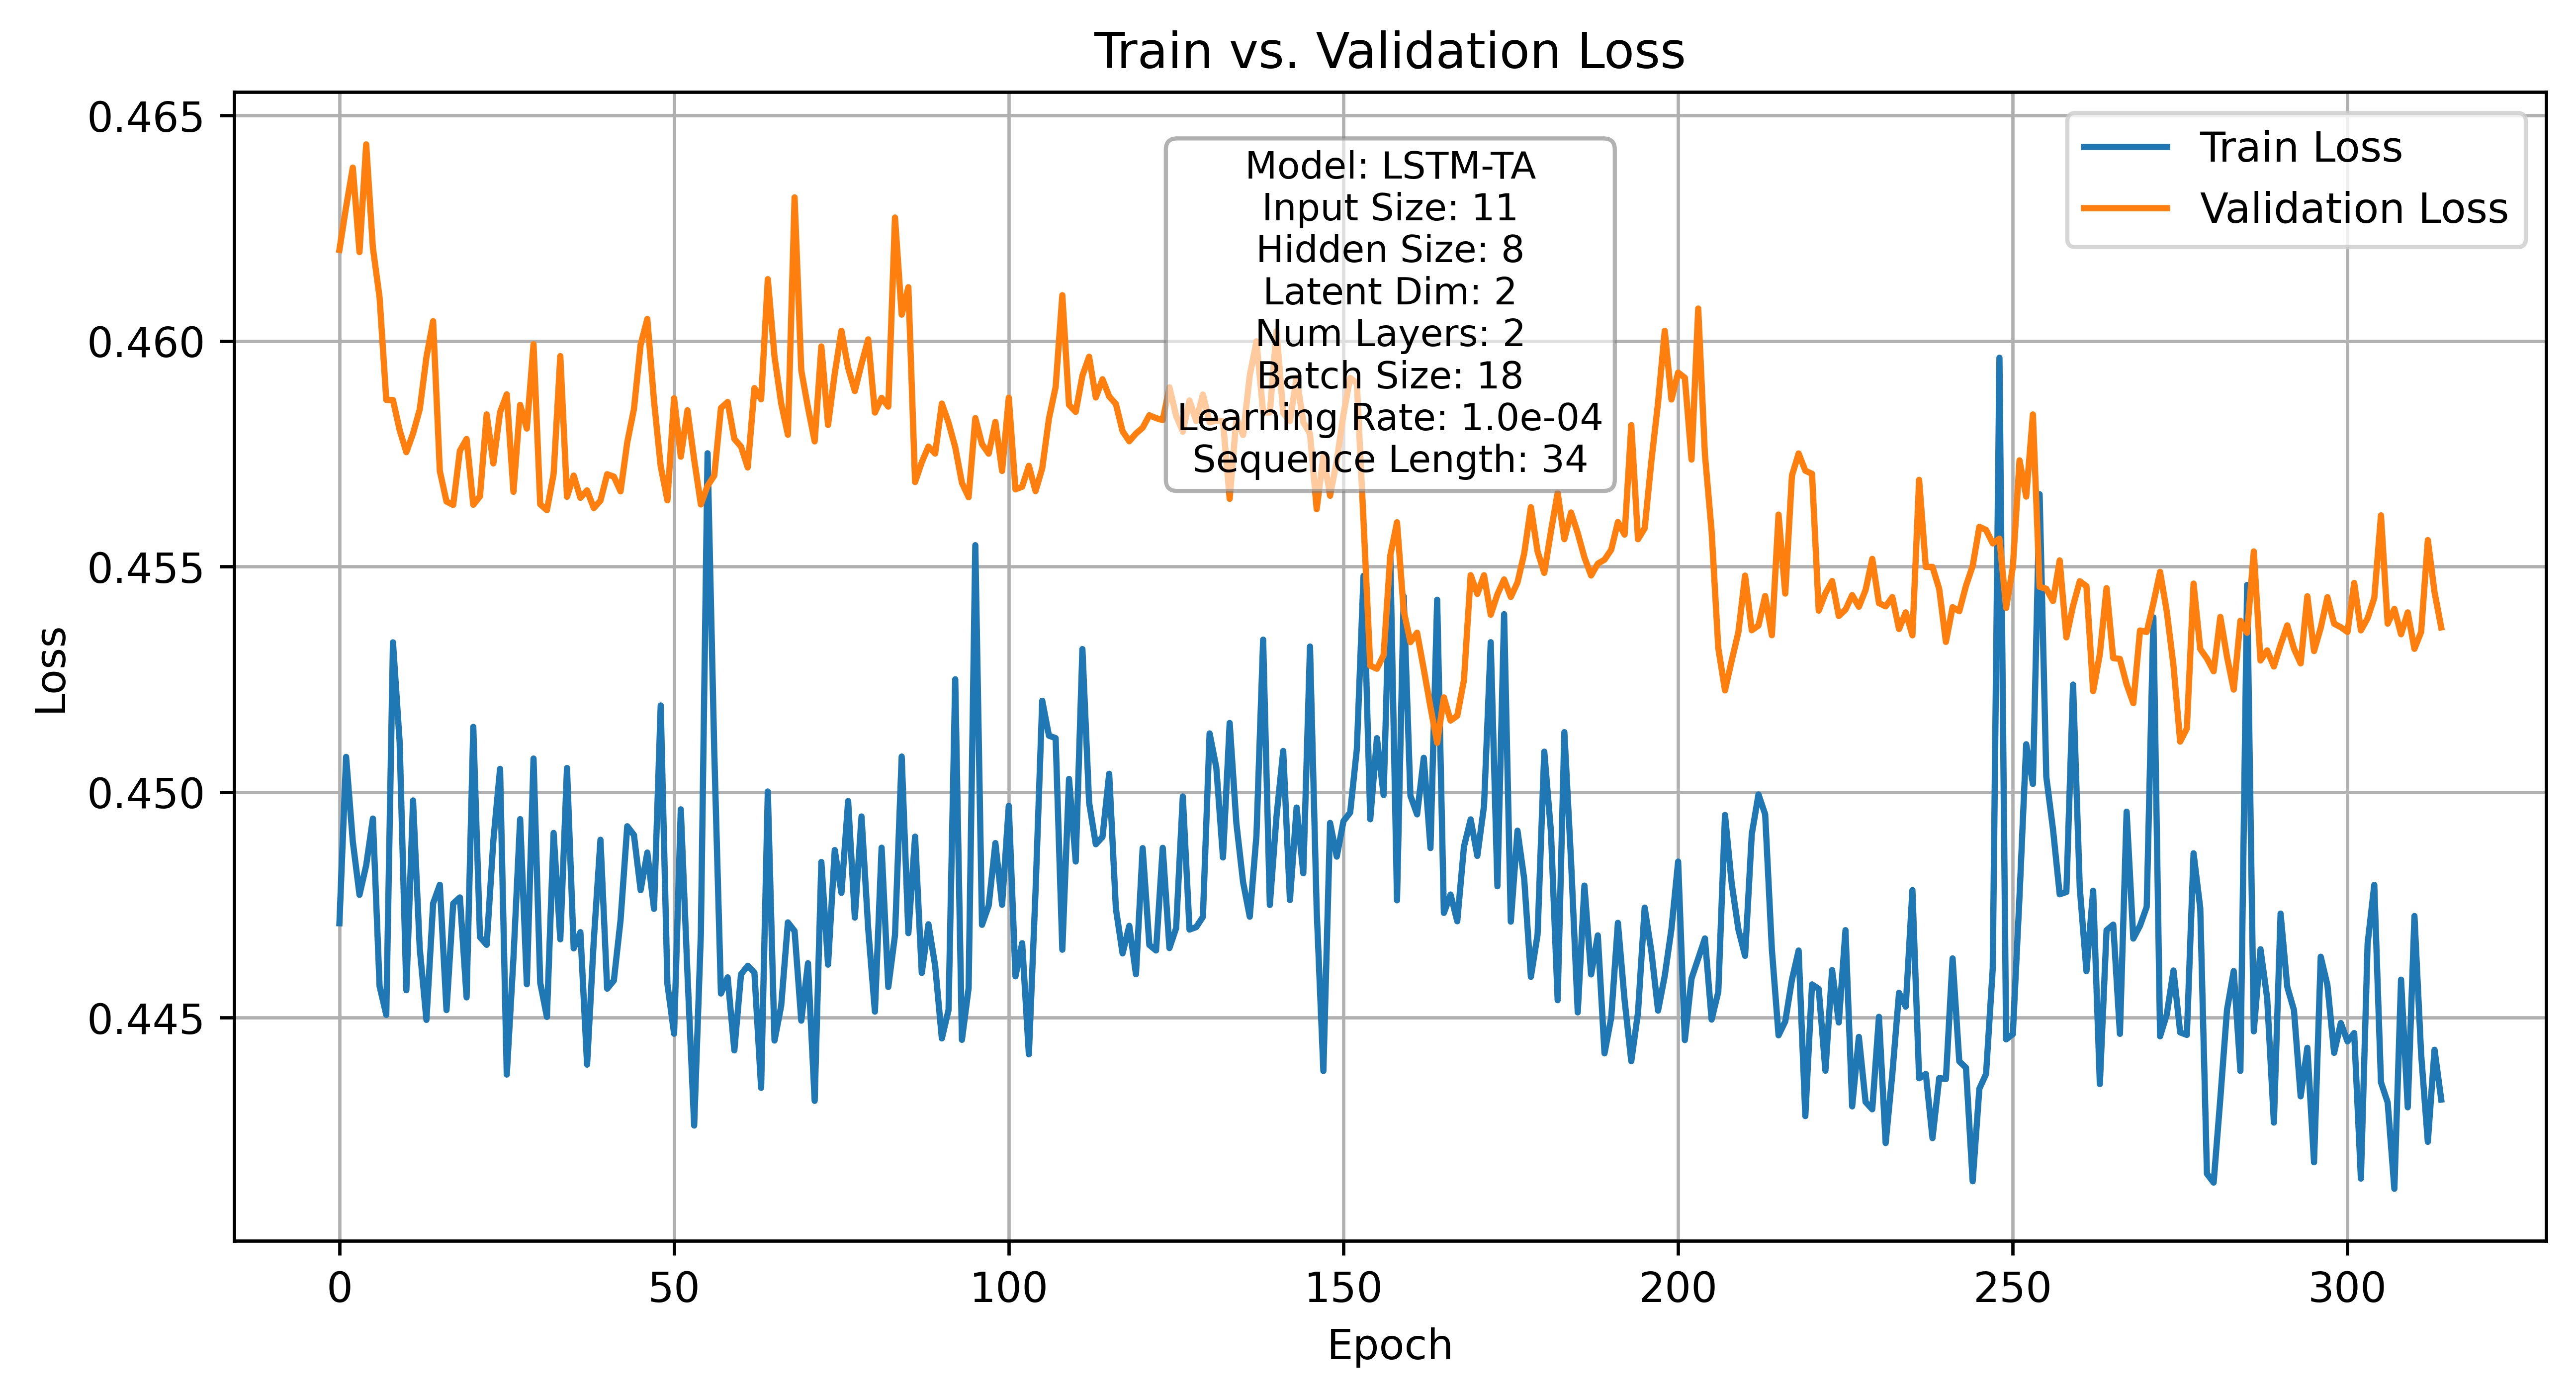 Train vs. Validation Loss
0.465
0.460
0.455
0.450
0.445
Loss
Model: LSTM-TA
Input Size: 11
Hidden Size: 8
Latent Dim: 2
Num Layers: 2
Batch Size: 18
Learning Rate: 1.0e-04
Sequence Length: 34
Train Loss
Validation Loss
0 50 100 150 200 250 300
Epoch